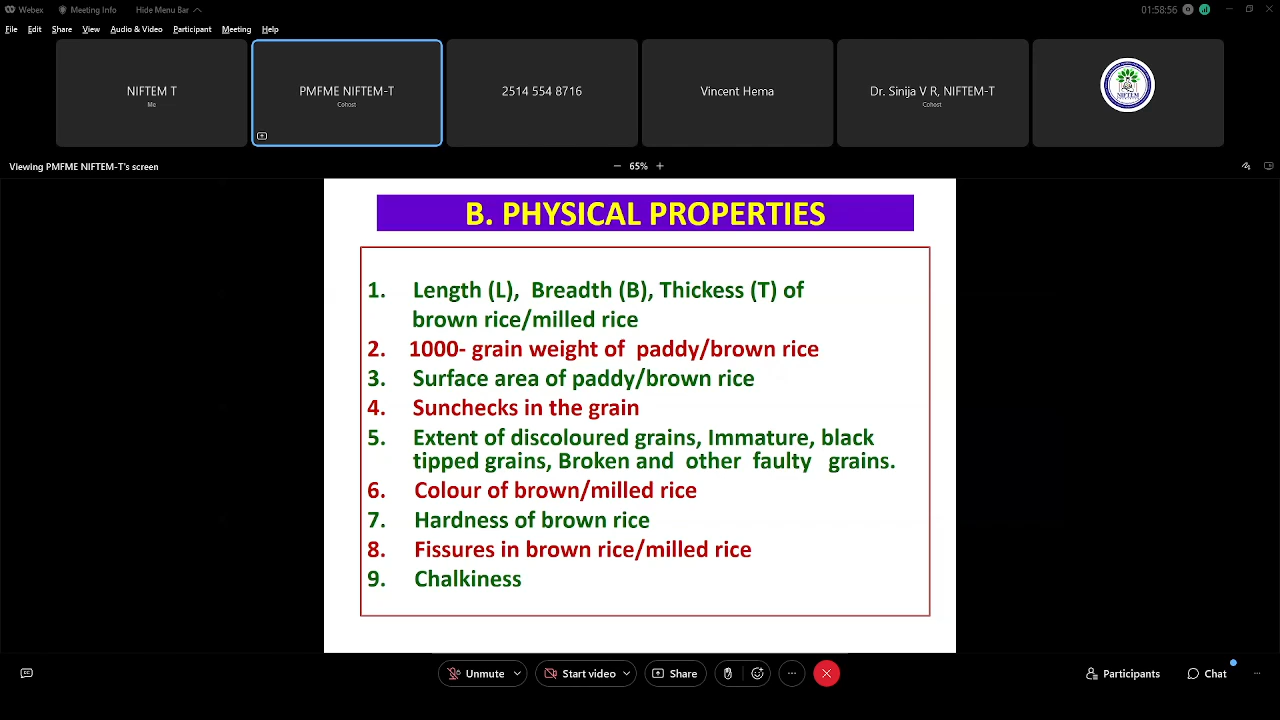 Webex Meeting Info Hide Menu Bar 01:58:56
File Edit Share View Audio & Video Participant Meeting Help
NIFTEM T PMFME NIFTEM-T 2514 554 8716 Vincent Hema Dr. Sinija V R, NIFTEM-T NIFTEM
Me Cohost Cohost
Viewing PMFME NIFTEM-T's screen − 65% +
B. PHYSICAL PROPERTIES
1. Length (L), Breadth (B), Thickess (T) of
brown rice/milled rice
2. 1000- grain weight of paddy/brown rice
3. Surface area of paddy/brown rice
4. Sunchecks in the grain
5. Extent of discoloured grains, Immature, black
tipped grains, Broken and other faulty grains.
6. Colour of brown/milled rice
7. Hardness of brown rice
8. Fissures in brown rice/milled rice
9. Chalkiness
Unmute Start video Share Participants Chat